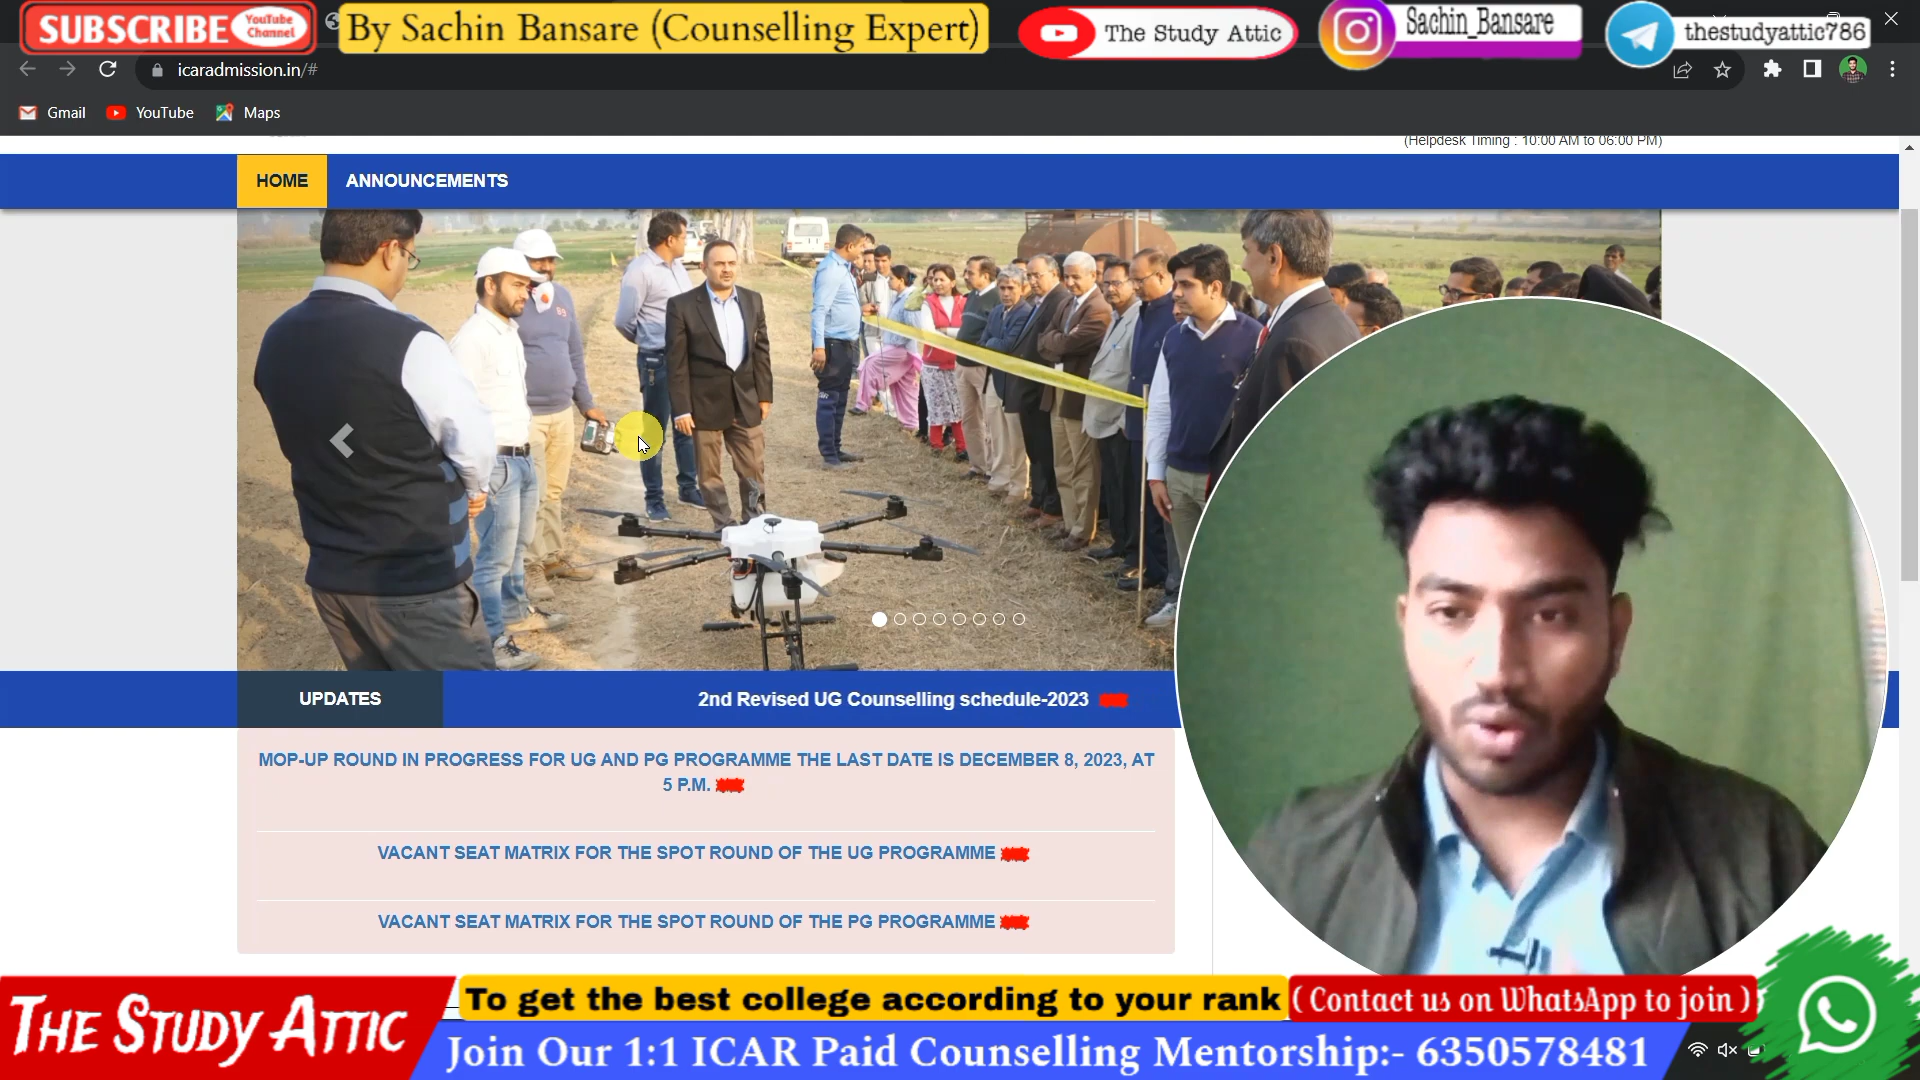 SUBSCRIBE
YouTube
Channel
By Sachin Bansare (Counselling Expert)
The Study Attic
Sachin_Bansare
thestudyattic786
icaradmission.in/#
Gmail
YouTube
Maps
(Helpdesk Timing : 10:00 AM to 06:00 PM)
HOME
ANNOUNCEMENTS
UPDATES
2nd Revised UG Counselling schedule-2023
MOP-UP ROUND IN PROGRESS FOR UG AND PG PROGRAMME THE LAST DATE IS DECEMBER 8, 2023, AT
5 P.M.
VACANT SEAT MATRIX FOR THE SPOT ROUND OF THE UG PROGRAMME
VACANT SEAT MATRIX FOR THE SPOT ROUND OF THE PG PROGRAMME
THE STUDY ATTIC
To get the best college according to your rank
( Contact us on WhatsApp to join )
Join Our 1:1 ICAR Paid Counselling Mentorship:- 6350578481